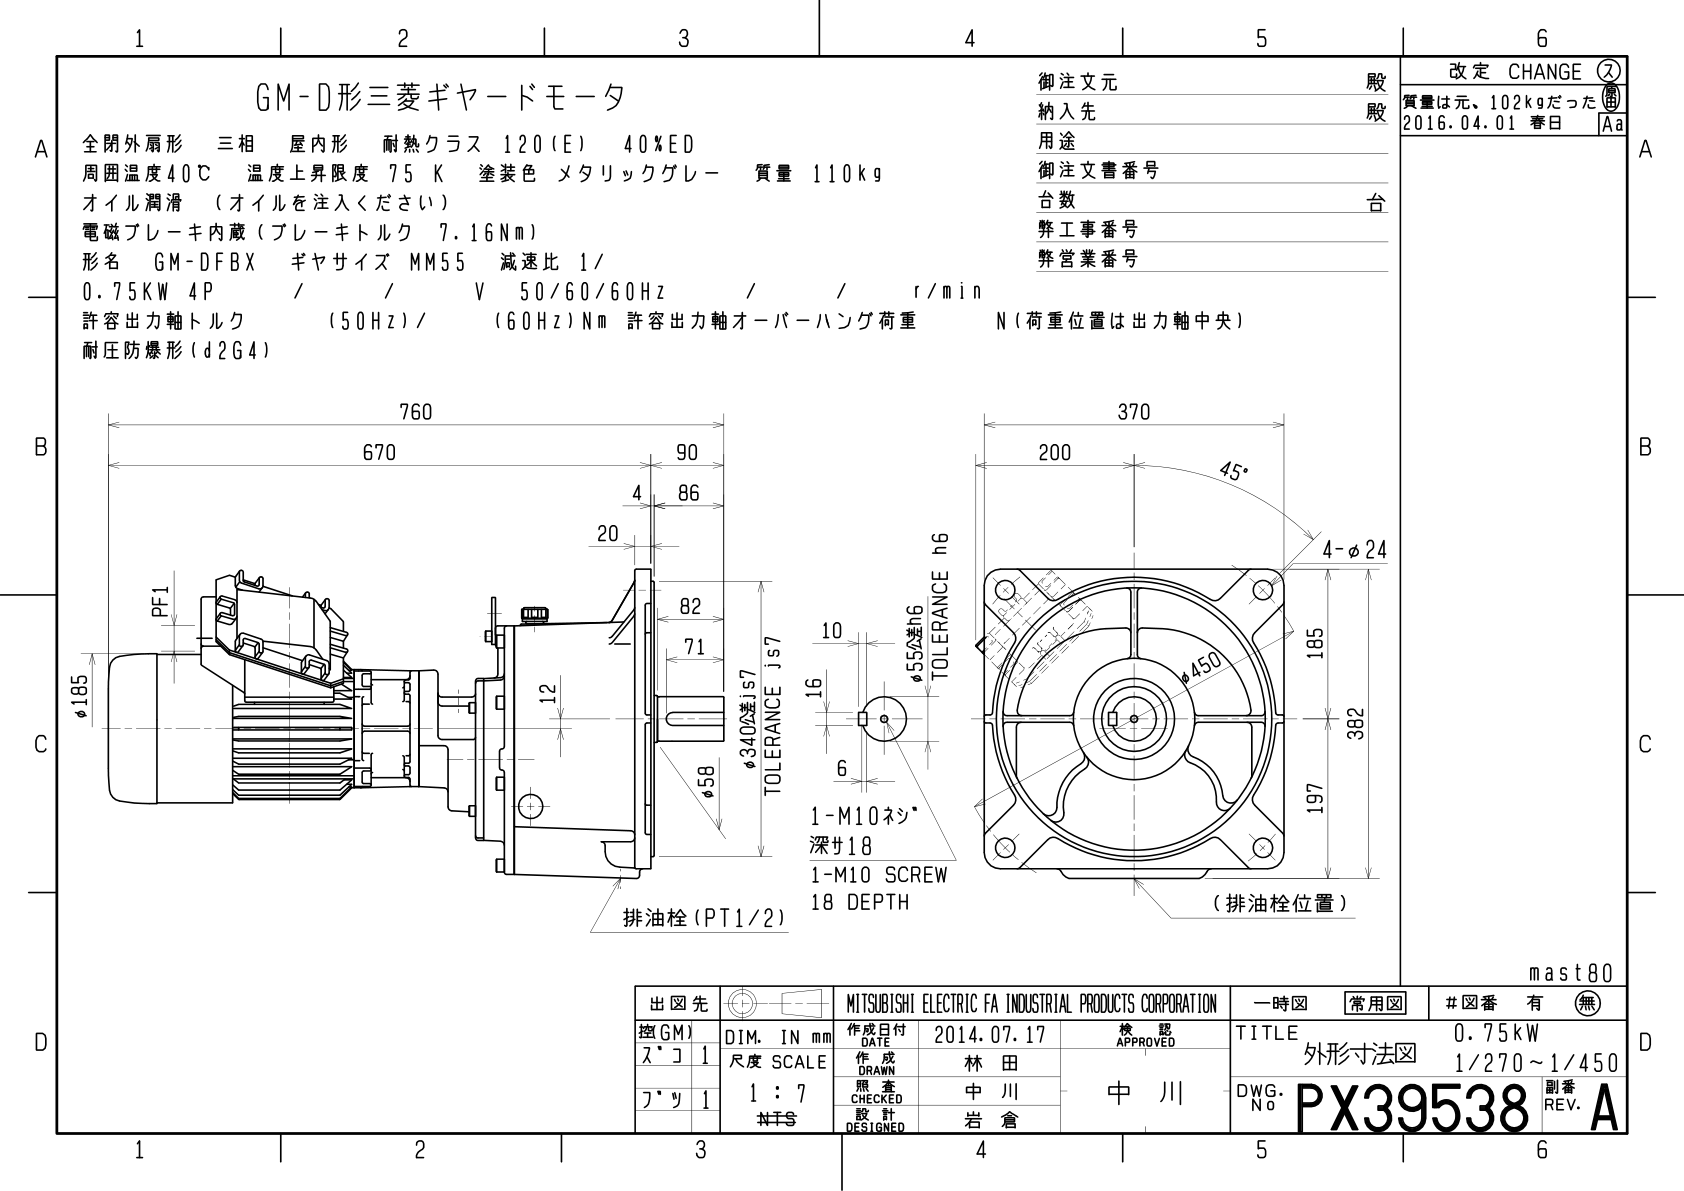 1 2 3 4 5 6
A
B
C
D
GM-D形三菱ギヤードモータ
全閉外扇形 三相 屋内形 耐熱クラス 120(E) 40%ED
周囲温度40℃ 温度上昇限度 75 K 塗装色 メタリックグレー 質量 110kg
オイル潤滑 (オイルを注入ください)
電磁ブレーキ内蔵(ブレーキトルク 7.16Nm)
形名 GM-DFBX ギヤサイズ MM55 減速比 1/
0.75KW 4P / / V 50/60/60Hz / / r/min
許容出力軸トルク (50Hz)/ (60Hz)Nm 許容出力軸オーバーハング荷重 N(荷重位置は出力軸中央)
耐圧防爆形(d2G4)
御注文元 殿
納入先 殿
用途
御注文書番号
台数 台
弊工事番号
弊営業番号
改定 CHANGE ス
質量は元、102kgだった
2016.04.01 春日 Aa
A
B
C
D
760
670 90
4 86
20
82
71
12
PF1
φ185
φ340公差js7
TOLERANCE js7
φ58
排油栓(PT1/2)
10
16
6
φ55公差h6
TOLERANCE h6
1-M10ネジ
深サ18
1-M10 SCREW
18 DEPTH
370
200
45°
4-φ24
φ450
185
382
197
(排油栓位置)
mast80
出図先
控(GM)
ズコ 1
ブツ 1
DIM. IN mm
尺度 SCALE
1 : 7
NTS
MITSUBISHI ELECTRIC FA INDUSTRIAL PRODUCTS CORPORATION
作成日付 DATE 2014.07.17
作成 DRAWN 林田
照査 CHECKED 中川
設計 DESIGNED 岩倉
検認 APPROVED
中川
一時図 常用図 #図番 有 無
TITLE 外形寸法図
0.75kW
1/270~1/450
DWG. No PX39538
副番 REV. A
1 2 3 4 5 6